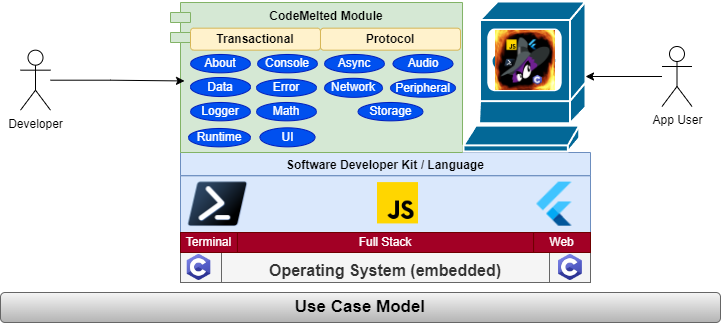 CodeMelted Module
Transactional Protocol
About Console Async Audio
Data Error Network Peripheral
Logger Math Storage
Runtime UI
JS
C
Developer
App User
Software Developer Kit / Language
JS
Terminal Full Stack Web
C Operating System (embedded) C
Use Case Model